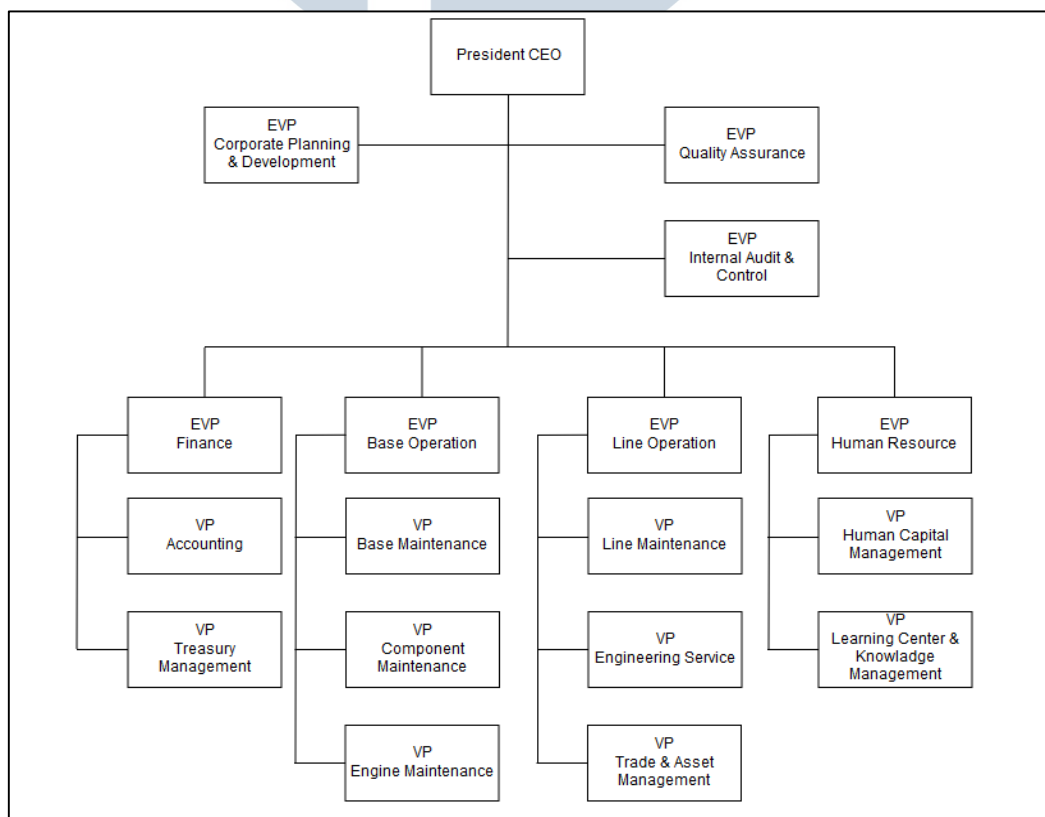 President CEO
EVP
Corporate Planning
& Development
EVP
Quality Assurance
EVP
Internal Audit &
Control
EVP
Finance
EVP
Base Operation
EVP
Line Operation
EVP
Human Resource
VP
Accounting
VP
Base Maintenance
VP
Line Maintenance
VP
Human Capital
Management
VP
Treasury
Management
VP
Component
Maintenance
VP
Engineering Service
VP
Learning Center &
Knowladge
Management
VP
Engine Maintenance
VP
Trade & Asset
Management